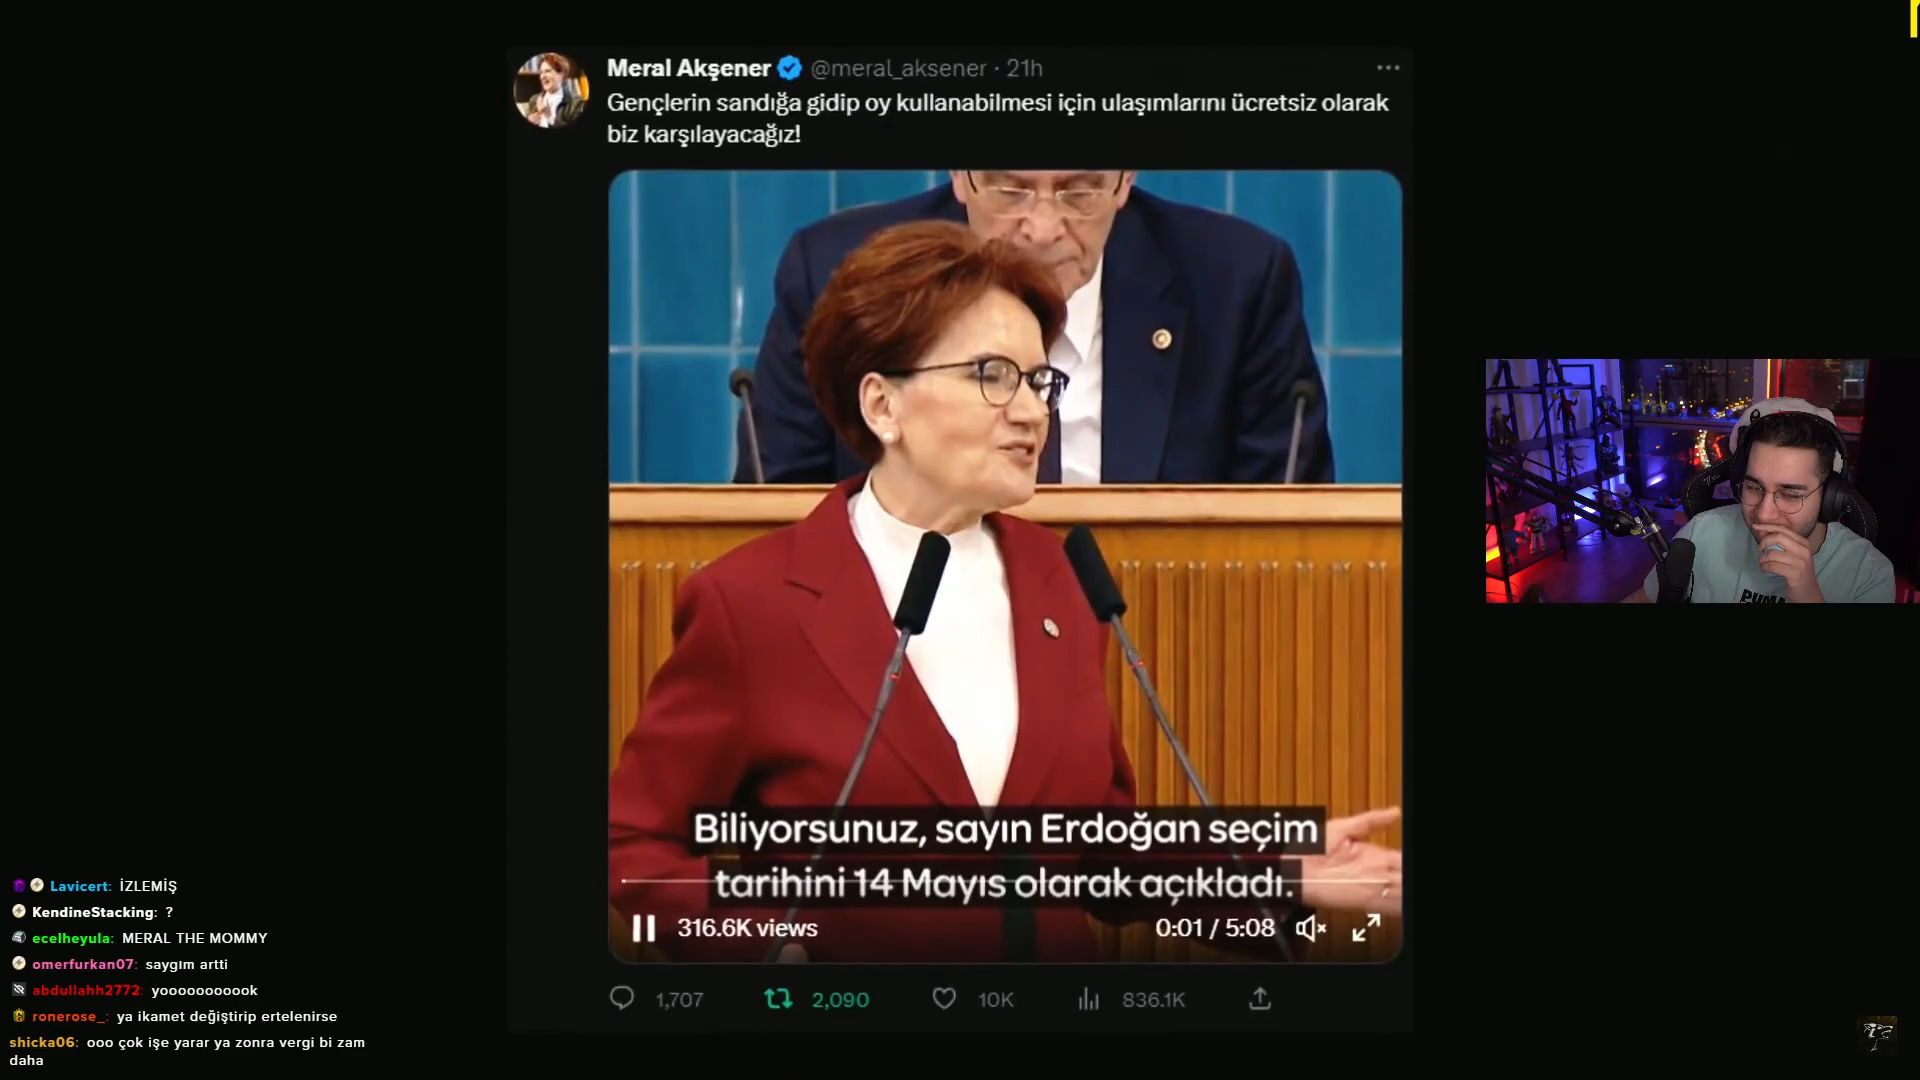 Meral Akşener @meral_aksener · 21h
Gençlerin sandığa gidip oy kullanabilmesi için ulaşımlarını ücretsiz olarak
biz karşılayacağız!
Biliyorsunuz, sayın Erdoğan seçim
tarihini 14 Mayıs olarak açıkladı.
316.6K views
0:01 / 5:08
1,707
2,090
10K
836.1K
PUMA
Lavicert: İZLEMİŞ
KendineStacking: ?
ecelheyula: MERAL THE MOMMY
omerfurkan07: saygım artti
abdullahh2772: yoooooooook
ronerose_: ya ikamet değiştirip ertelenirse
shicka06: ooo çok işe yarar ya zonra vergi bi zam
daha